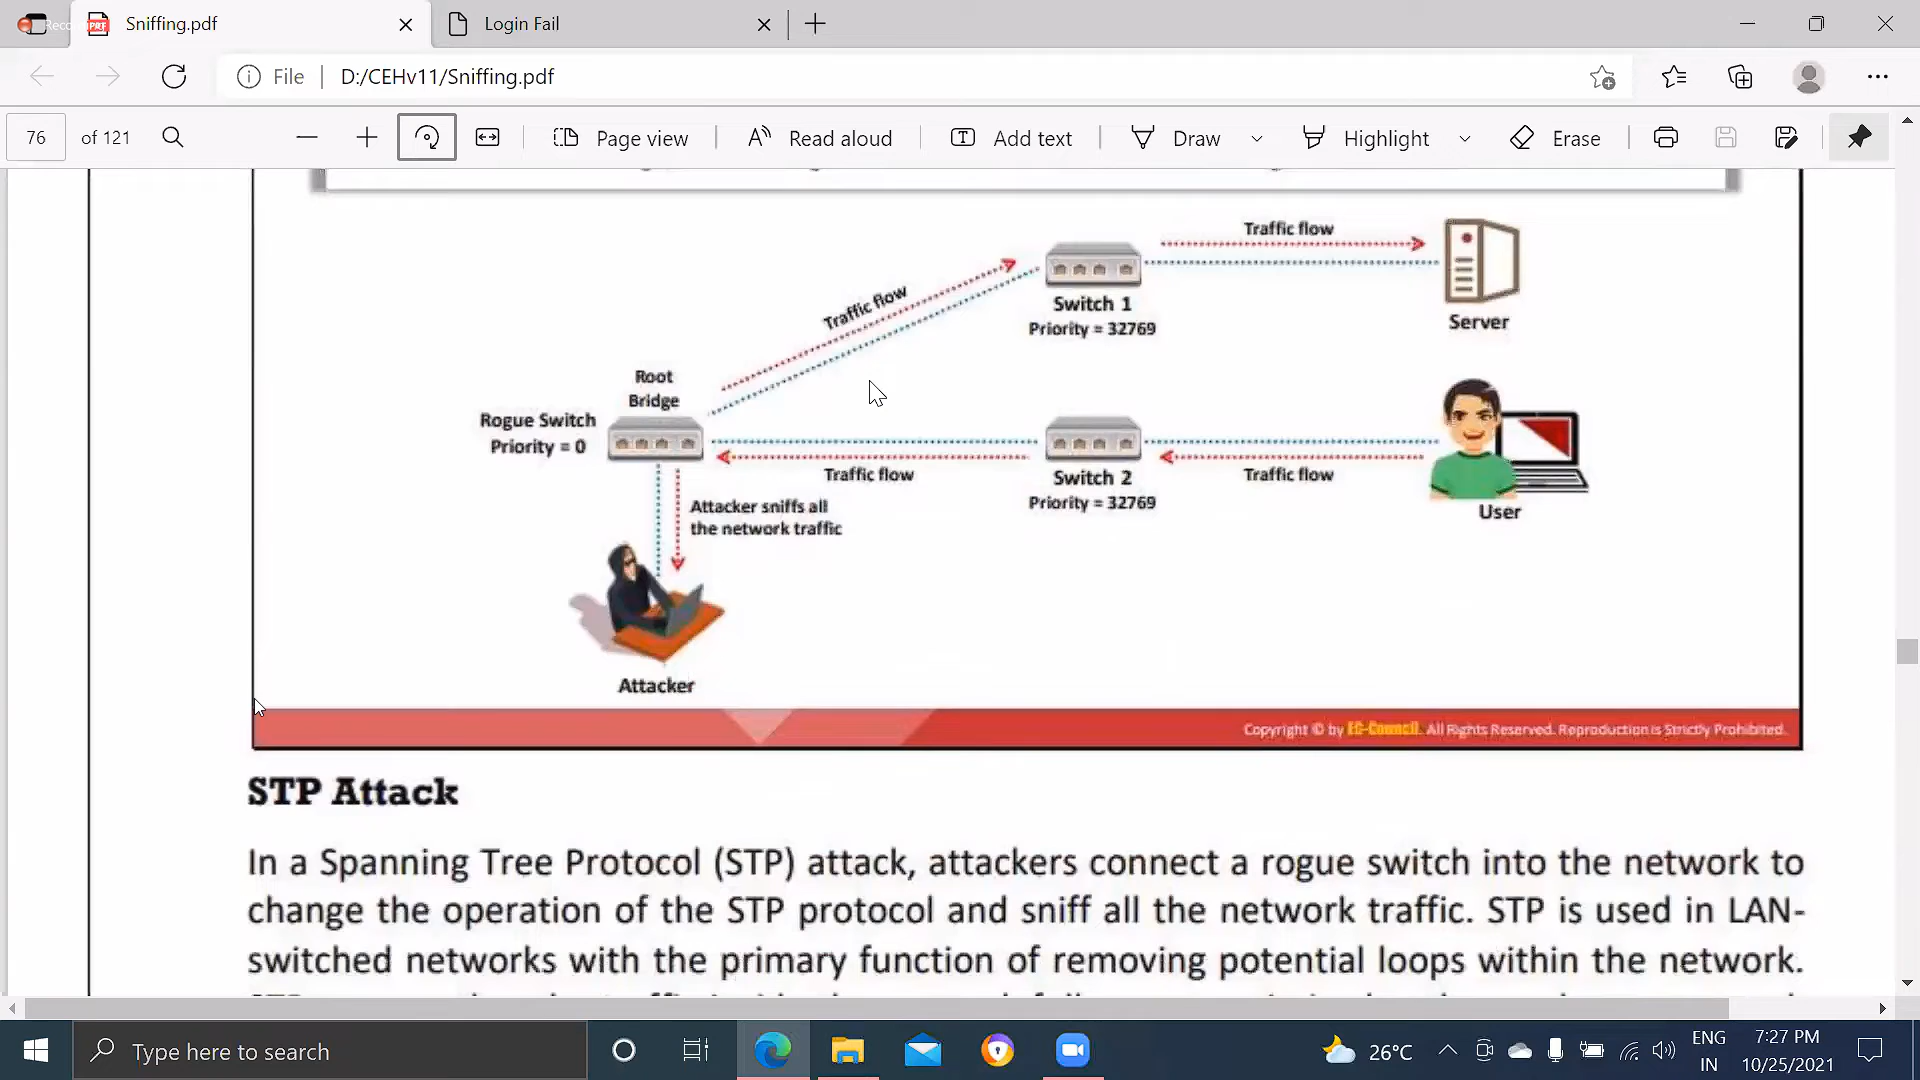 Sniffing.pdf
Login Fail
File
D:/CEHv11/Sniffing.pdf
76 of 121
Page view
Read aloud
Add text
Draw
Highlight
Erase
Traffic flow
Traffic flow
Switch 1
Priority = 32769
Server
Root
Bridge
Rogue Switch
Priority = 0
Traffic flow
Switch 2
Priority = 32769
Traffic flow
User
Attacker sniffs all
the network traffic
Attacker
Copyright © by EC-Council. All Rights Reserved. Reproduction is Strictly Prohibited.
STP Attack
In a Spanning Tree Protocol (STP) attack, attackers connect a rogue switch into the network to
change the operation of the STP protocol and sniff all the network traffic. STP is used in LAN-
switched networks with the primary function of removing potential loops within the network.
Type here to search
26°C
ENG
IN
7:27 PM
10/25/2021